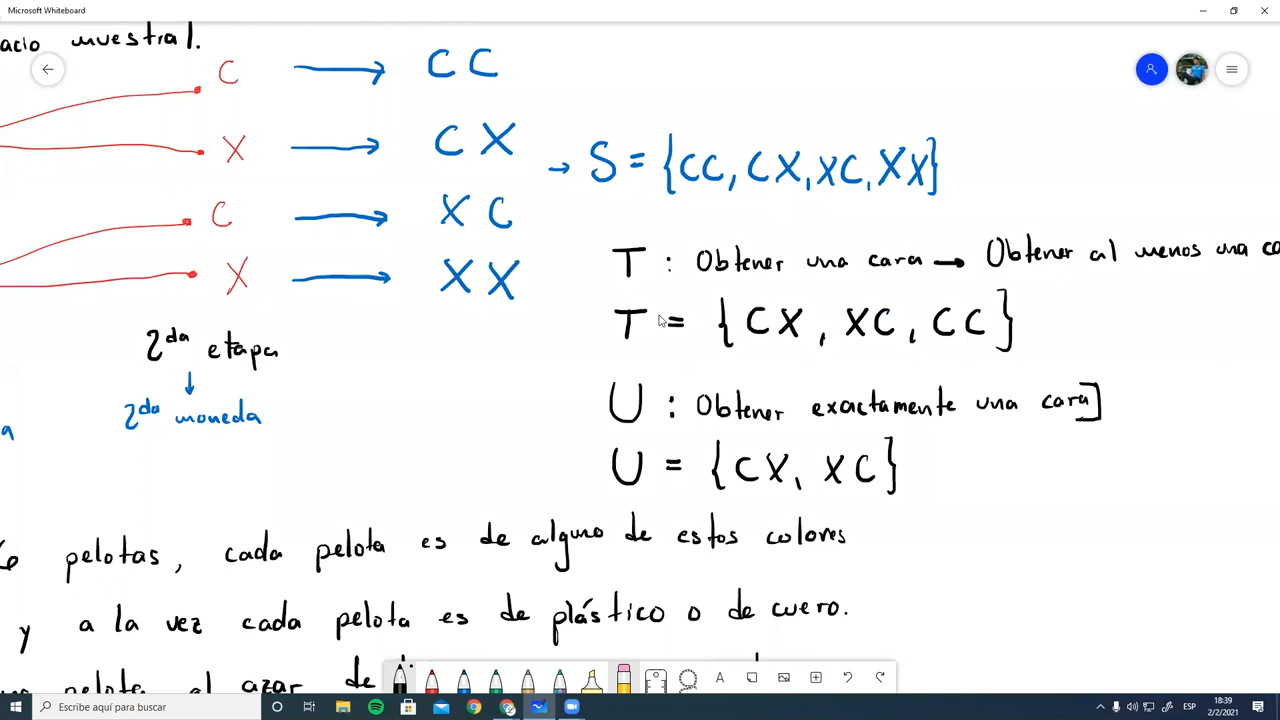 Microsoft Whiteboard
acio muestral.
C → CC
X → CX
C → XC
X → XX
→ S = {CC, CX, XC, XX}
T : Obtener una cara → Obtener al menos una ca
T = {CX, XC, CC}
2da etapa
↓
2da moneda
a
U : Obtener exactamente una cara]
U = {CX, XC}
6 pelotas, cada pelota es de alguno de estos colores
y a la vez cada pelota es de plástico o de cuero.
pelota al azar de
A
Escribe aquí para buscar
ESP
18:39
2/2/2021